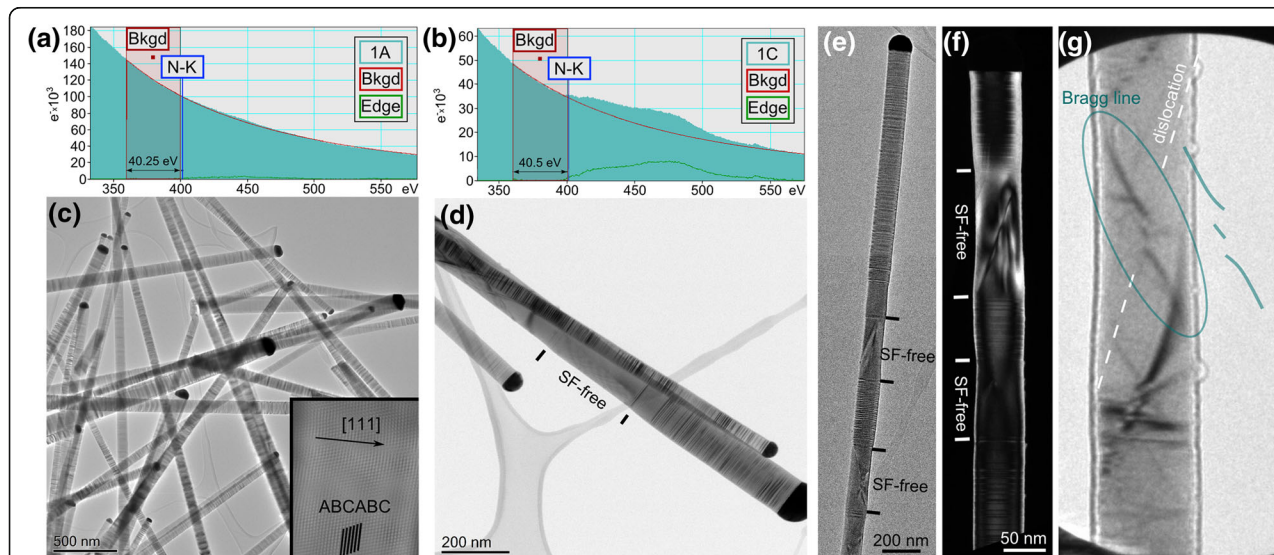 (a)
180
160
140
120
100
80
60
40
20
0
e⁻×10³
Bkgd
N-K
1A
Bkgd
Edge
40.25 eV
350
400
450
500
550
eV
(b)
60
50
40
30
20
10
0
e⁻×10³
Bkgd
N-K
1C
Bkgd
Edge
40.5 eV
350
400
450
500
550
eV
(c)
500 nm
[111]
ABCABC
(d)
SF-free
200 nm
(e)
SF-free
SF-free
200 nm
(f)
SF-free
SF-free
50 nm
(g)
Bragg line
dislocation